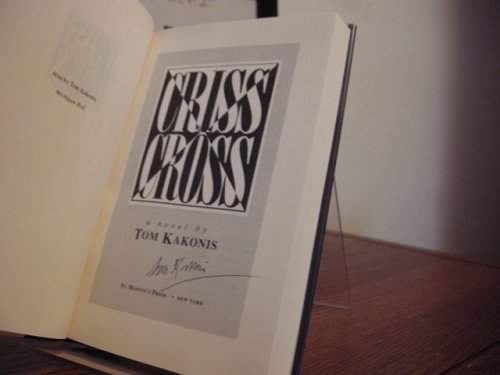 Also by Tom Kakonis
Michigan Roll
CRISS
CROSS
a novel by
TOM KAKONIS
ST. MARTIN'S PRESS • NEW YORK